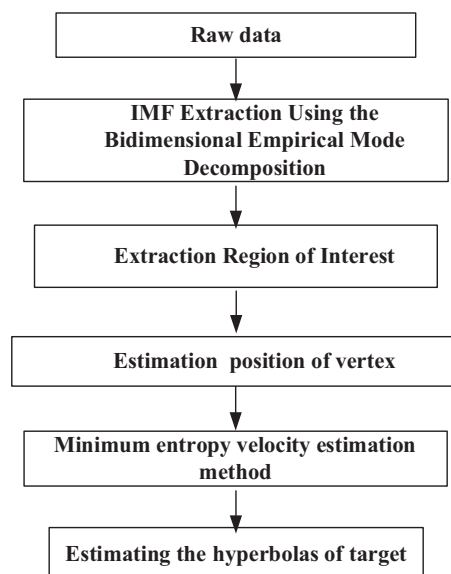 Raw data
IMF Extraction Using the
Bidimensional Empirical Mode
Decomposition
Extraction Region of Interest
Estimation position of vertex
Minimum entropy velocity estimation
method
Estimating the hyperbolas of target